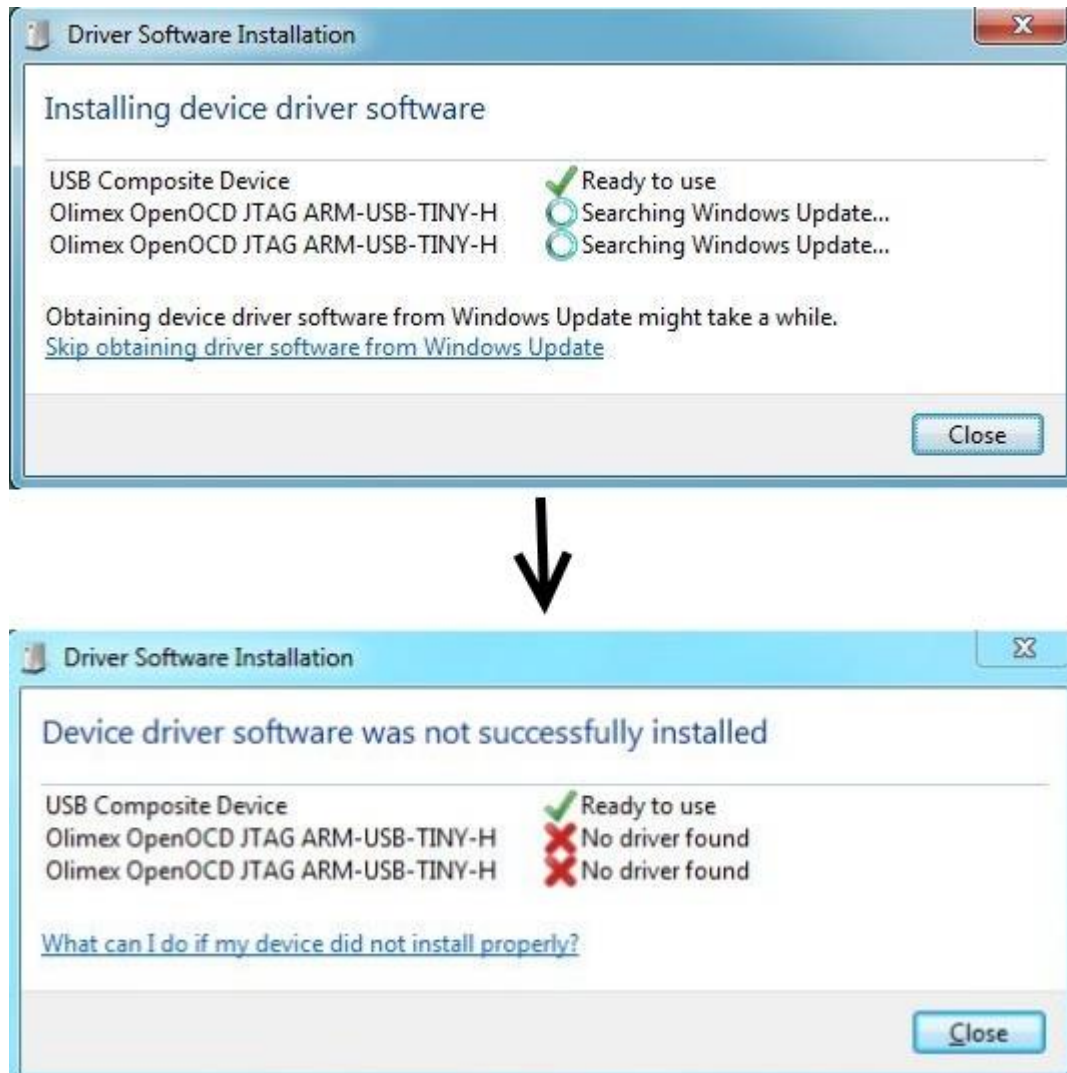 Driver Software Installation
Installing device driver software
USB Composite Device Ready to use
Olimex OpenOCD JTAG ARM-USB-TINY-H Searching Windows Update...
Olimex OpenOCD JTAG ARM-USB-TINY-H Searching Windows Update...
Obtaining device driver software from Windows Update might take a while.
Skip obtaining driver software from Windows Update
Close
Driver Software Installation
Device driver software was not successfully installed
USB Composite Device Ready to use
Olimex OpenOCD JTAG ARM-USB-TINY-H No driver found
Olimex OpenOCD JTAG ARM-USB-TINY-H No driver found
What can I do if my device did not install properly?
Close